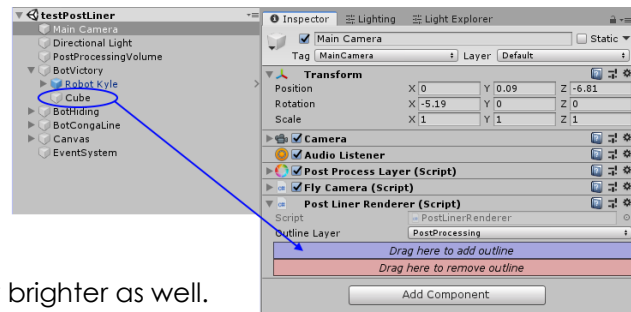 testPostLiner
Main Camera
Directional Light
PostProcessingVolume
BotVictory
Robot Kyle
Cube
BotHiding
BotCongaLine
Canvas
EventSystem
Inspector Lighting Light Explorer
Main Camera Static
Tag MainCamera Layer Default
Transform
Position X 0 Y 0.09 Z -6.81
Rotation X -5.19 Y 0 Z 0
Scale X 1 Y 1 Z 1
Camera
Audio Listener
Post Process Layer (Script)
Fly Camera (Script)
Post Liner Renderer (Script)
Script PostLinerRenderer
Outline Layer PostProcessing
Drag here to add outline
Drag here to remove outline
Add Component
brighter as well.